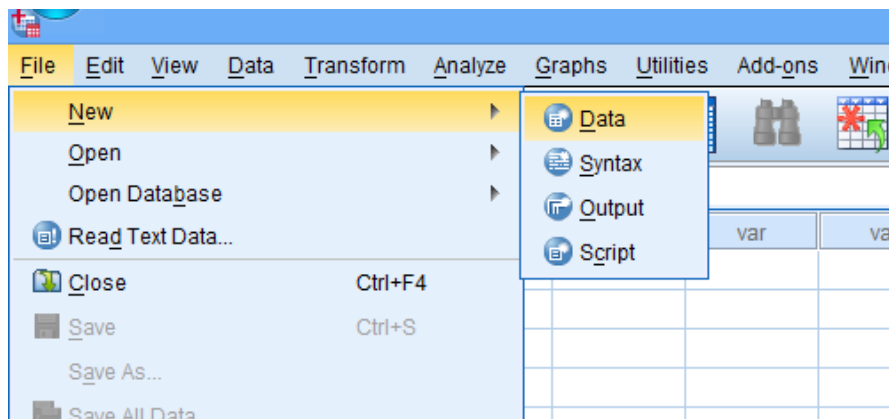 File Edit View Data Transform Analyze Graphs Utilities Add-ons
New
Open
Open Database
Read Text Data...
Close Ctrl+F4
Save Ctrl+S
Save As...
Save All Data
Data
Syntax
Output
Script
var